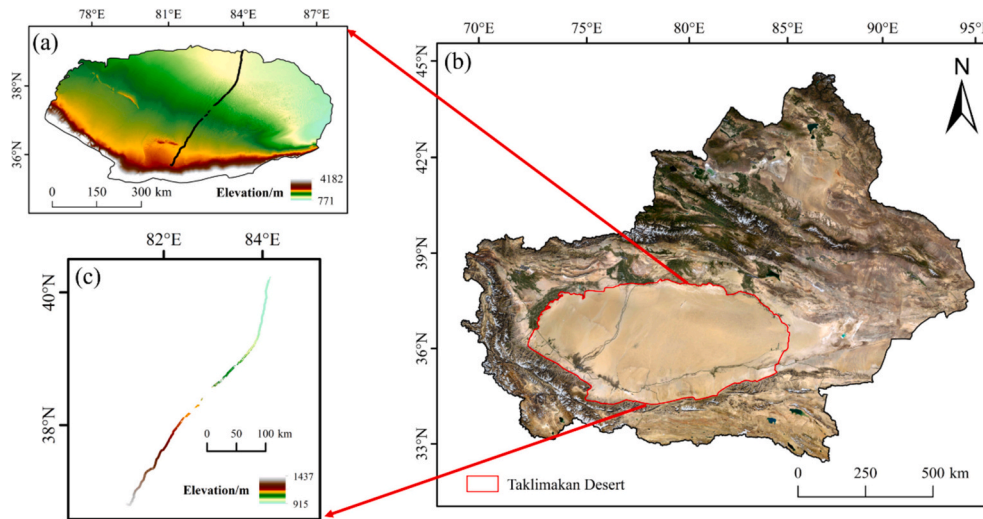 78°E 81°E 84°E 87°E
(a)
38°N
36°N
0 150 300 km
Elevation/m
4182
771
82°E 84°E
(c)
40°N
38°N
0 50 100 km
Elevation/m
1437
915
70°E 75°E 80°E 85°E 90°E 95°E
(b)
N
45°N
42°N
39°N
36°N
33°N
Taklimakan Desert
0 250 500 km